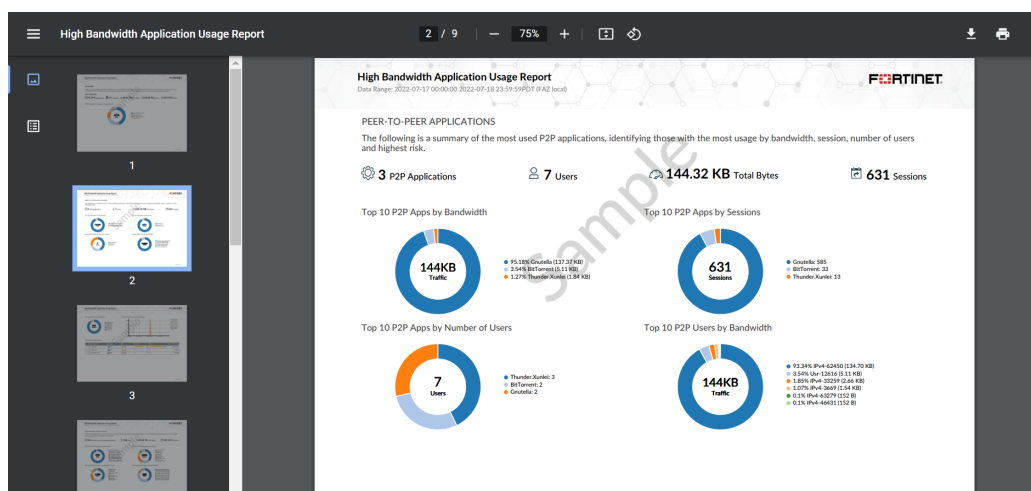 High Bandwidth Application Usage Report
2 / 9
75%
1
2
3
High Bandwidth Application Usage Report
Data Range: 2022-07-17 00:00:00 2022-07-18 23:59:59PDT (FAZ local)
FORTINET
PEER-TO-PEER APPLICATIONS
The following is a summary of the most used P2P applications, identifying those with the most usage by bandwidth, session, number of users
and highest risk.
3 P2P Applications
7 Users
144.32 KB Total Bytes
631 Sessions
Sample
Top 10 P2P Apps by Bandwidth
144KB
Traffic
95.18% Gnutella (137.37 KB)
3.54% BitTorrent (5.11 KB)
1.27% Thunder.Xunlei (1.84 KB)
Top 10 P2P Apps by Sessions
631
Sessions
Gnutella: 585
BitTorrent: 33
Thunder.Xunlei: 13
Top 10 P2P Apps by Number of Users
7
Users
Thunder.Xunlei: 3
BitTorrent: 2
Gnutella: 2
Top 10 P2P Users by Bandwidth
144KB
Traffic
93.34% IPv4-62450 (134.70 KB)
3.54% Usr-12616 (5.11 KB)
1.85% IPv4-33259 (2.66 KB)
1.07% IPv4-3669 (1.54 KB)
0.1% IPv4-63279 (152 B)
0.1% IPv4-46431 (152 B)